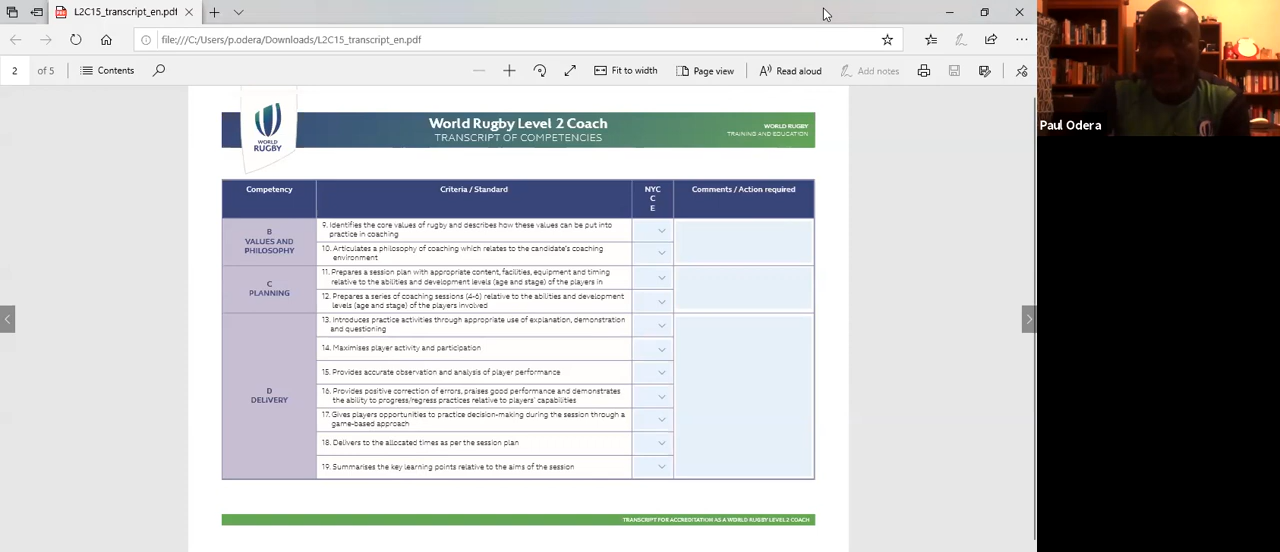 L2C15_transcript_en.pdf
file:///C:/Users/p.odera/Downloads/L2C15_transcript_en.pdf
2 of 5 Contents Fit to width Page view Read aloud Add notes
Paul Odera
WORLD
RUGBY
World Rugby Level 2 Coach
TRANSCRIPT OF COMPETENCIES
WORLD RUGBY
TRAINING AND EDUCATION
Competency Criteria / Standard NYC Comments / Action required
C
E
B
VALUES AND
PHILOSOPHY
9. Identifies the core values of rugby and describes how these values can be put into
practice in coaching
10. Articulates a philosophy of coaching which relates to the candidate's coaching
environment
C
PLANNING
11. Prepares a session plan with appropriate content, facilities, equipment and timing
relative to the abilities and development levels (age and stage) of the players in
12. Prepares a series of coaching sessions (4-6) relative to the abilities and development
levels (age and stage) of the players involved
D
DELIVERY
13. Introduces practice activities through appropriate use of explanation, demonstration
and questioning
14. Maximises player activity and participation
15. Provides accurate observation and analysis of player performance
16. Provides positive correction of errors, praises good performance and demonstrates
the ability to progress/regress practices relative to players' capabilities
17. Gives players opportunities to practice decision-making during the session through a
game-based approach
18. Delivers to the allocated times as per the session plan
19. Summarises the key learning points relative to the aims of the session
TRANSCRIPT FOR ACCREDITATION AS A WORLD RUGBY LEVEL 2 COACH